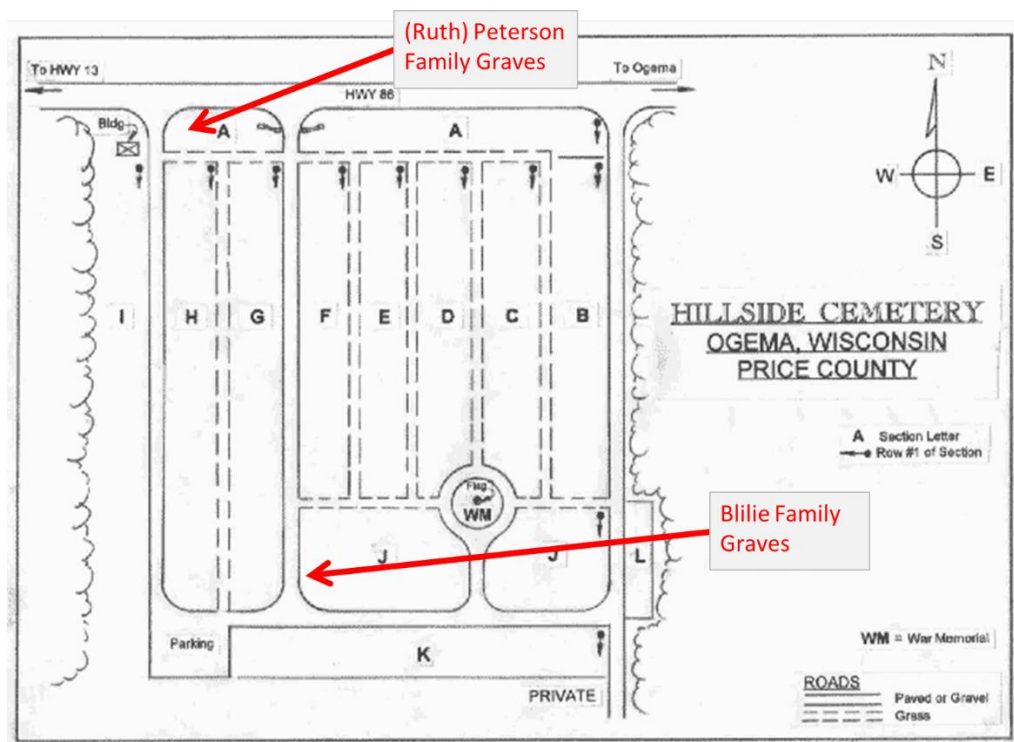 (Ruth) Peterson
Family Graves
To HWY 13
To Ogema
HWY 86
N
Bldg
A
A
W
E
S
I
H
G
F
E
D
C
B
HILLSIDE CEMETERY
OGEMA, WISCONSIN
PRICE COUNTY
A Section Letter
Row #1 of Section
Flag
WM
Blilie Family
Graves
J
J
L
Parking
K
WM = War Memorial
PRIVATE
ROADS
Paved or Gravel
Grass